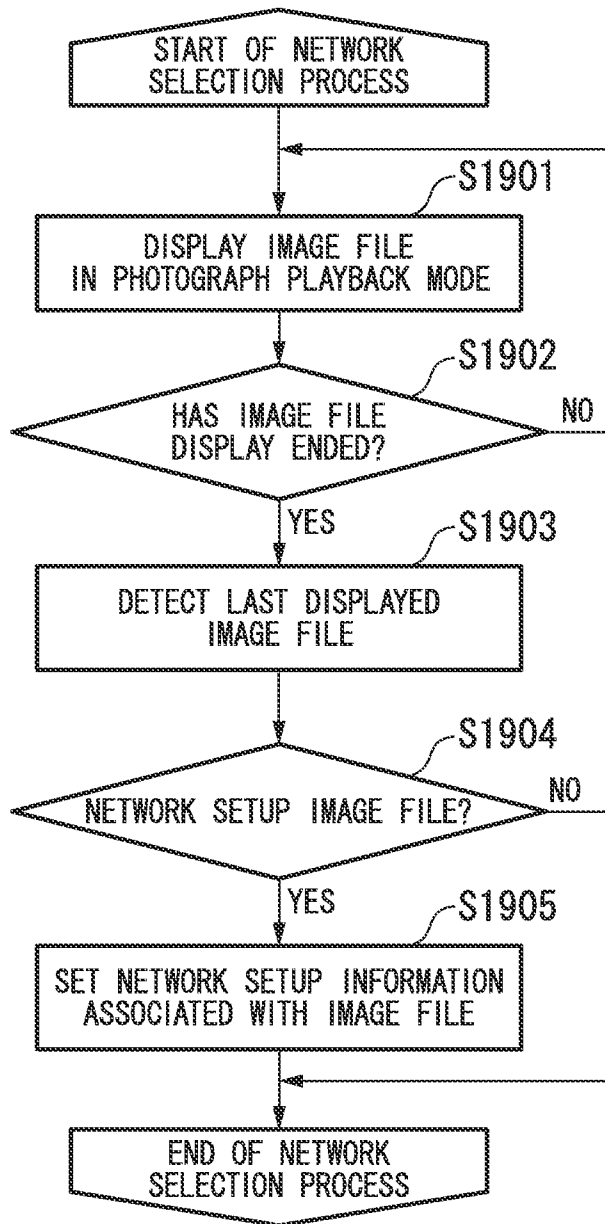 START OF NETWORK
SELECTION PROCESS
S1901
DISPLAY IMAGE FILE
IN PHOTOGRAPH PLAYBACK MODE
S1902
HAS IMAGE FILE
DISPLAY ENDED?
NO
YES
S1903
DETECT LAST DISPLAYED
IMAGE FILE
S1904
NETWORK SETUP IMAGE FILE?
NO
YES
S1905
SET NETWORK SETUP INFORMATION
ASSOCIATED WITH IMAGE FILE
END OF NETWORK
SELECTION PROCESS